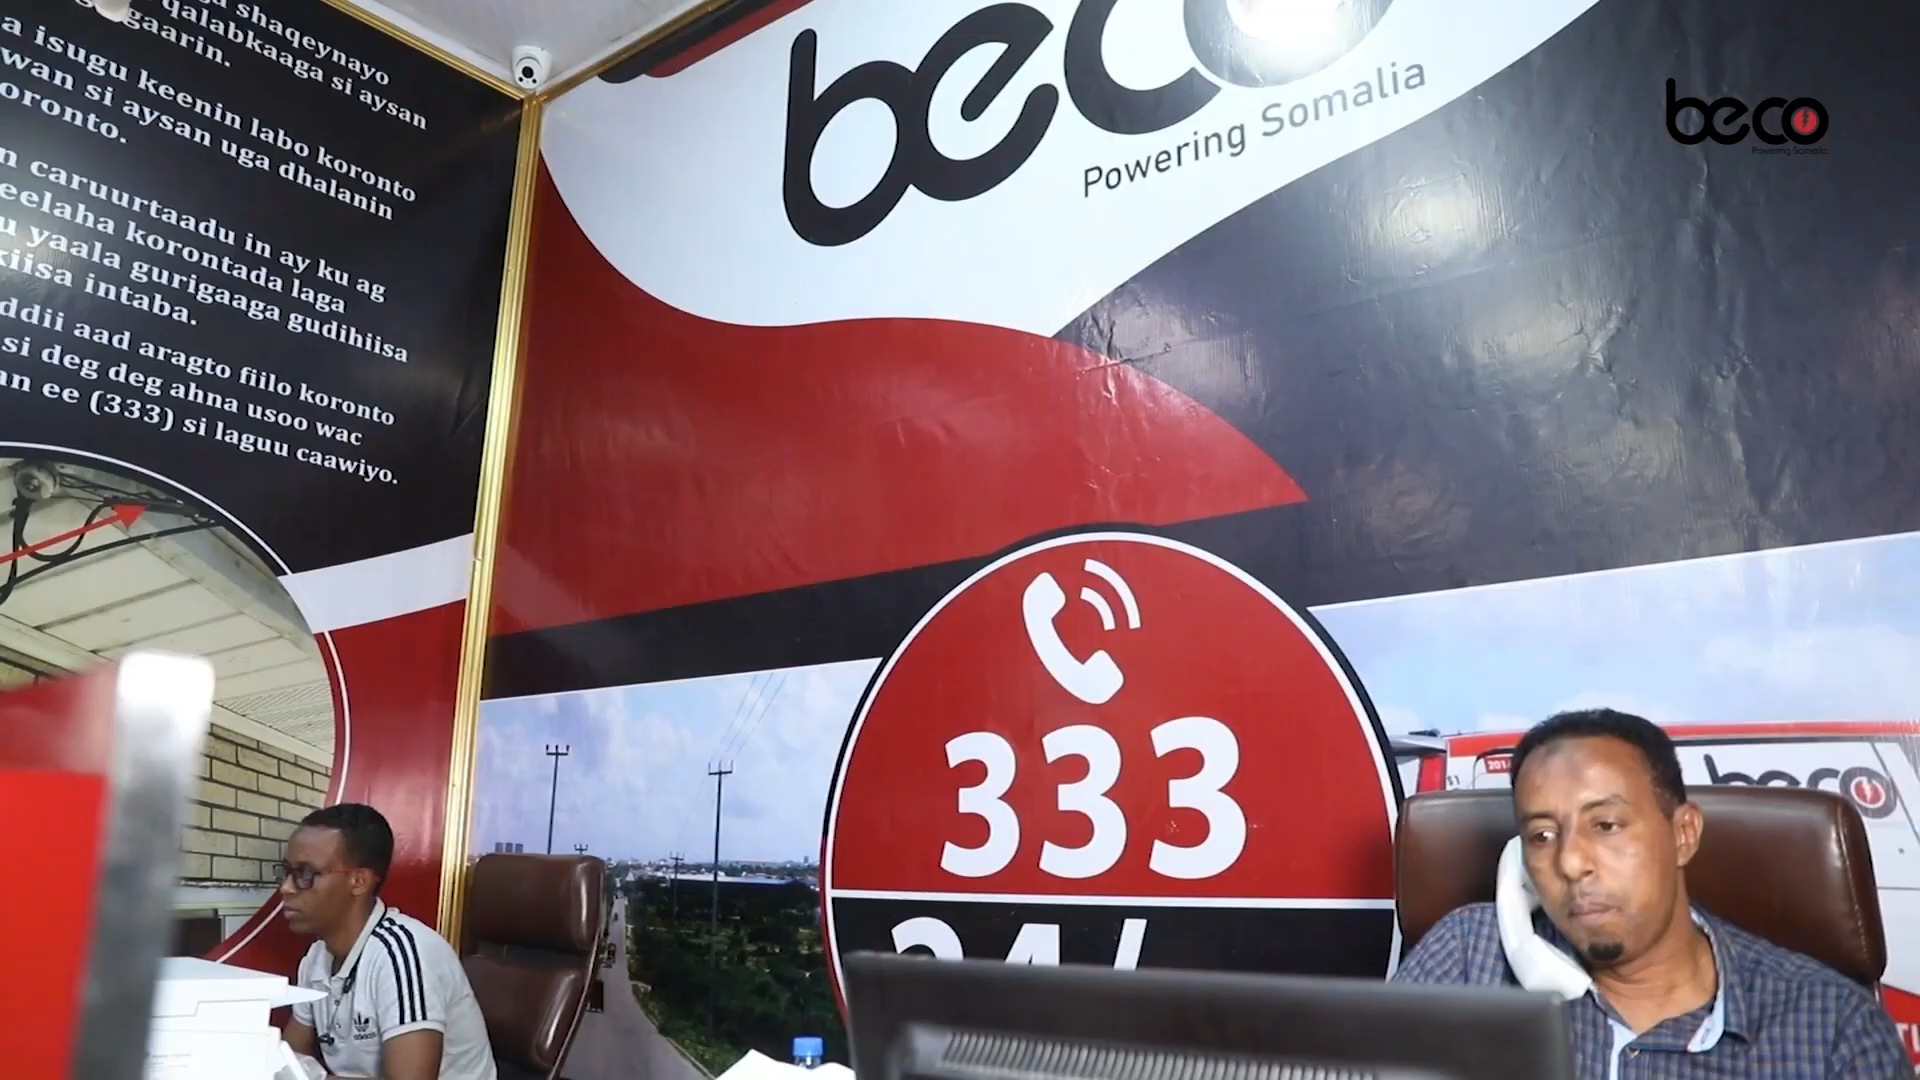 shaqeynayo
qalabkaaga si aysan
gaarin.
a isugu keenin labo koronto
wan si aysan uga dhalanin
oronto.
n caruurtaadu in ay ku ag
eelaha korontada laga
u yaala gurigaaga gudihiisa
kiisa intaba.
ddii aad aragto fiilo koronto
si deg deg ahna usoo wac
an ee (333) si laguu caawiyo.
beco
Powering Somalia
beco
Powering Somalia
333
24/
beco
adidas